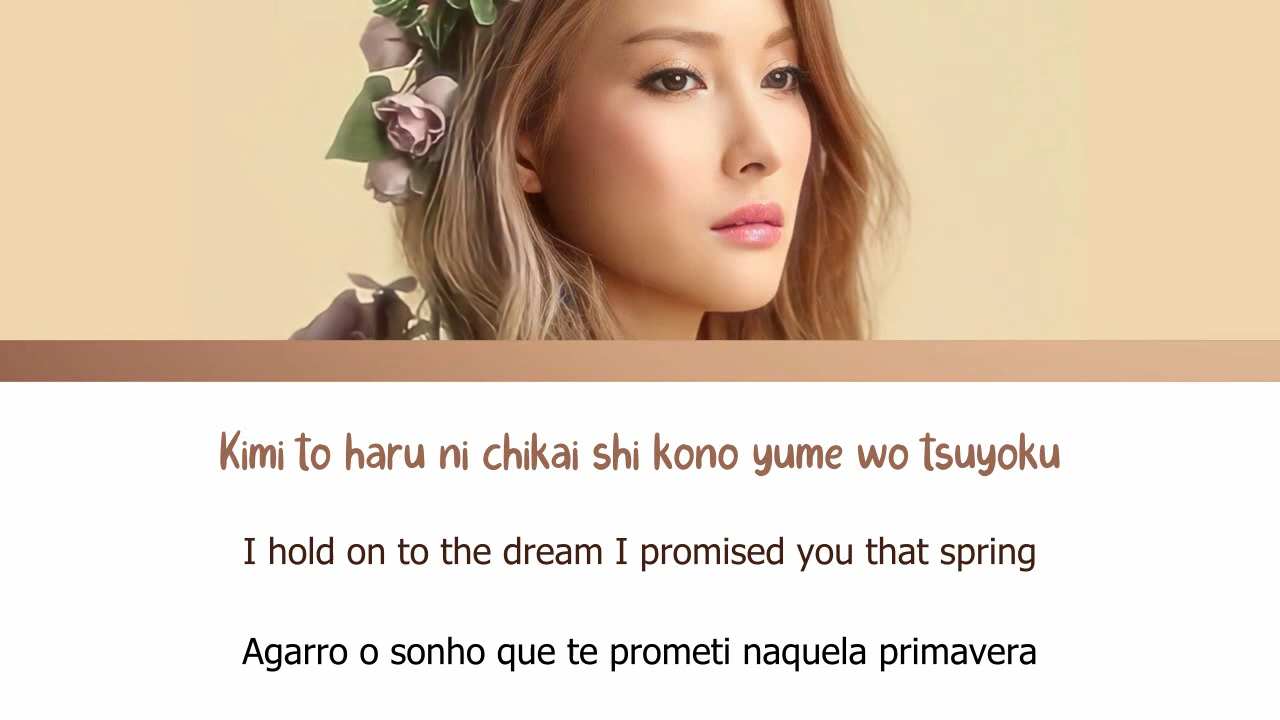 Kimi to haru ni chikai shi kono yume wo tsuyoku
I hold on to the dream I promised you that spring
Agarro o sonho que te prometi naquela primavera